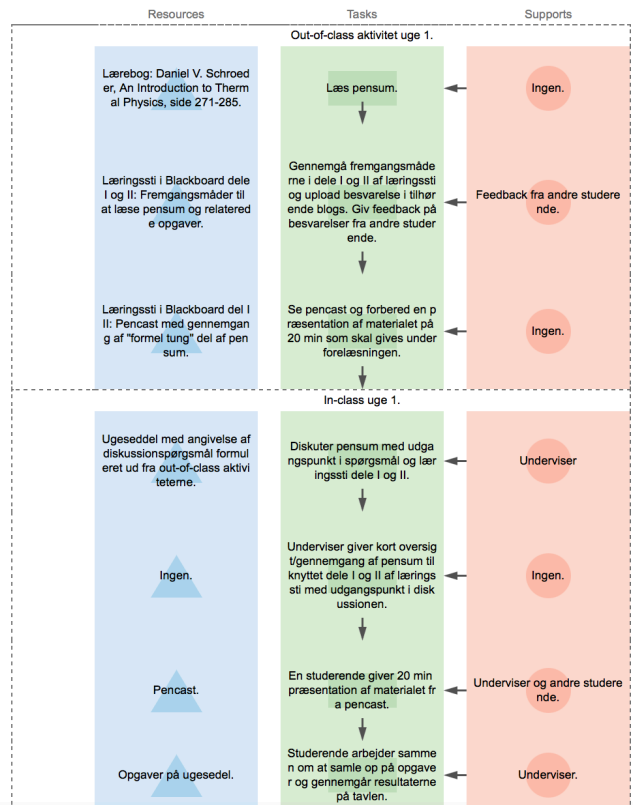 Resources
Tasks
Supports
Out-of-class aktivitet uge 1.
Lærebog: Daniel V. Schroed
er, An Introduction to Therm
al Physics, side 271-285.
Læs pensum.
Ingen.
Læringssti i Blackboard dele
I og II: Fremgangsmåder til
at læse pensum og relatered
e opgaver.
Gennemgå fremgangsmåde
rne i dele I og II af læringssti
og upload besvarelse i tilhør
ende blogs. Giv feedback på
besvarelser fra andre studer
ende.
Feedback fra andre studere
nde.
Læringssti i Blackboard del I
II: Pencast med gennemgan
g af "formel tung" del af pen
sum.
Se pencast og forbered en p
ræsentation af materialet på
20 min som skal gives under
forelæsningen.
Ingen.
In-class uge 1.
Ugeseddel med angivelse af
diskussionspørgsmål formul
eret ud fra out-of-class aktivi
teterne.
Diskuter pensum med udga
ngspunkt i spørgsmål og lær
ingssti dele I og II.
Underviser
Ingen.
Underviser giver kort oversig
t/gennemgang af pensum til
knyttet dele I og II af lærings
sti med udgangspunkt i disk
ussionen.
Ingen.
Pencast.
En studerende giver 20 min
præsentation af materialet fr
a pencast.
Underviser og andre studere
nde.
Opgaver på ugesedel.
Studerende arbejder samme
n om at samle op på opgave
r og gennemgår resultaterne
på tavlen.
Underviser.